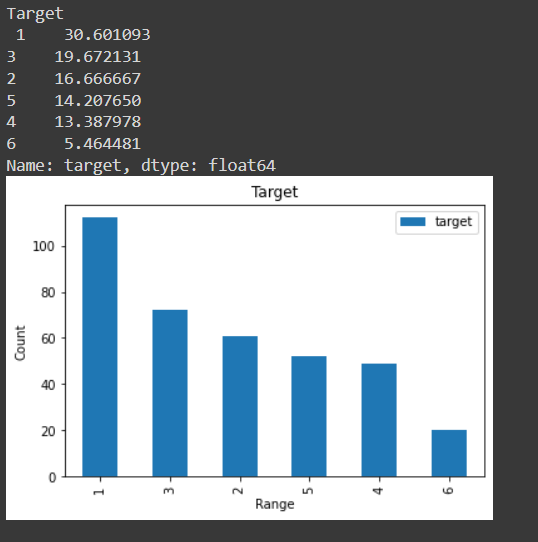 Target
 1    30.601093
3    19.672131
2    16.666667
5    14.207650
4    13.387978
6     5.464481
Name: target, dtype: float64
Target
target
100
80
60
40
20
0
Count
1 3 2 5 4 6
Range